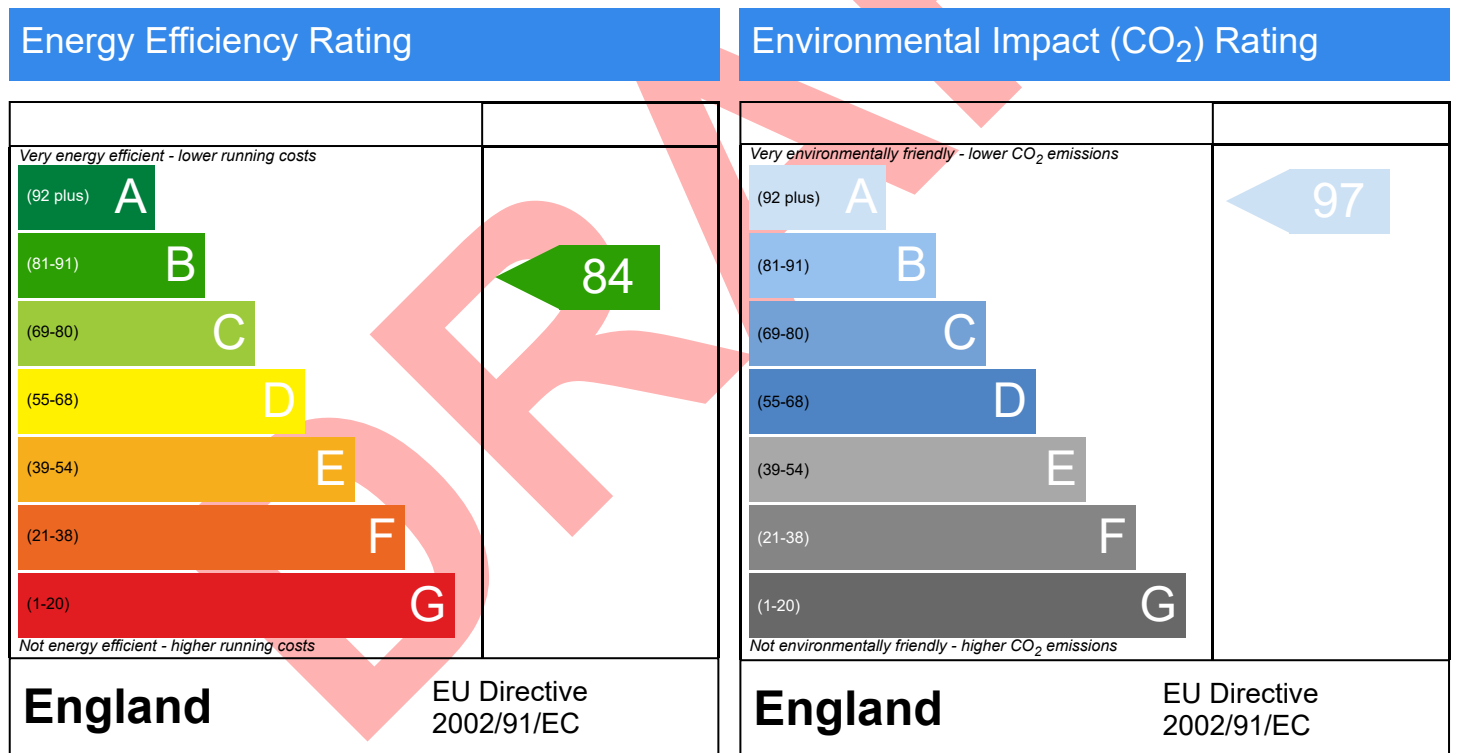 Energy Efficiency Rating
Very energy efficient - lower running costs
(92 plus) A
(81-91) B
84
(69-80) C
(55-68) D
(39-54) E
(21-38) F
(1-20) G
Not energy efficient - higher running costs
England
EU Directive
2002/91/EC
Environmental Impact (CO2) Rating
Very environmentally friendly - lower CO2 emissions
(92 plus) A
97
(81-91) B
(69-80) C
(55-68) D
(39-54) E
(21-38) F
(1-20) G
Not environmentally friendly - higher CO2 emissions
England
EU Directive
2002/91/EC